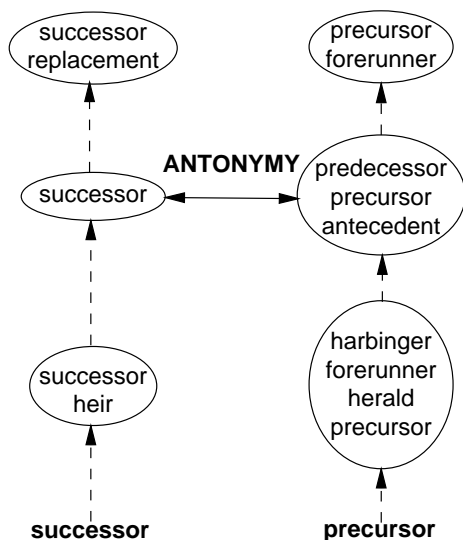 successor
replacement
precursor
forerunner
ANTONYMY
successor
predecessor
precursor
antecedent
successor
heir
harbinger
forerunner
herald
precursor
successor
precursor